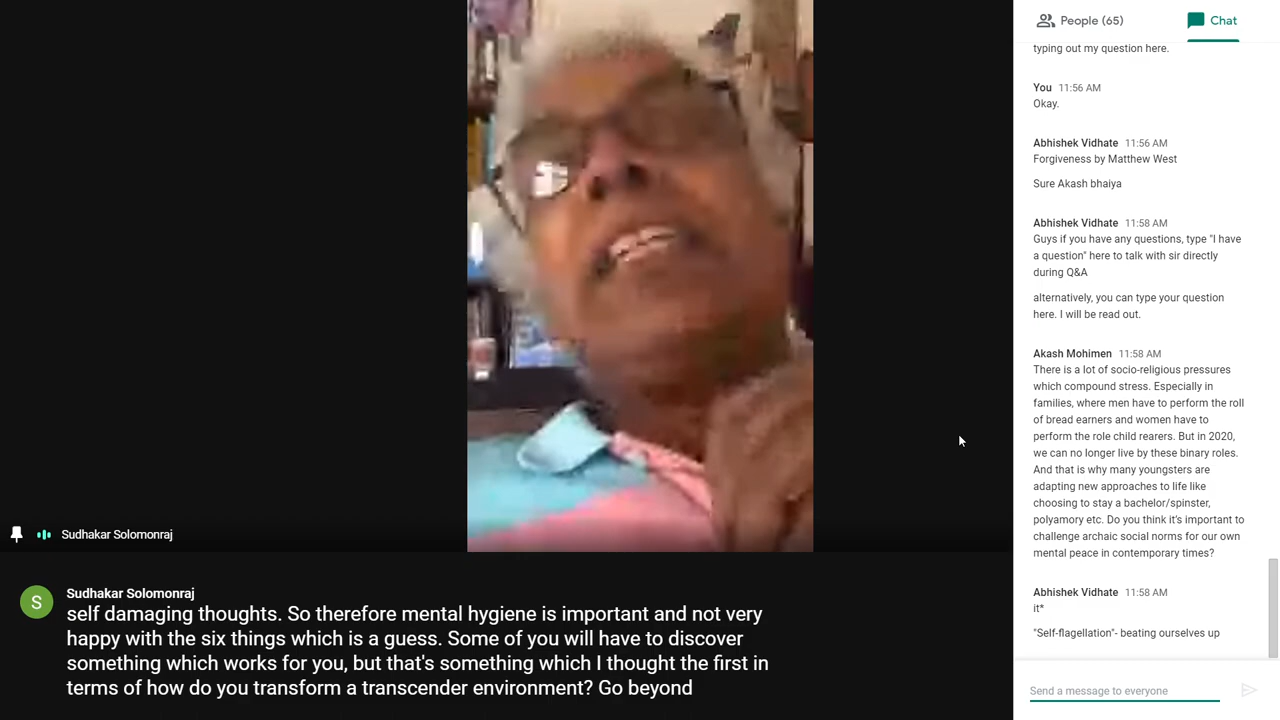 People (65)
Chat
typing out my question here.
You 11:56 AM
Okay.
Abhishek Vidhate 11:56 AM
Forgiveness by Matthew West
Sure Akash bhaiya
Abhishek Vidhate 11:58 AM
Guys if you have any questions, type "I have
a question" here to talk with sir directly
during Q&A
alternatively, you can type your question
here. I will be read out.
Akash Mohimen 11:58 AM
There is a lot of socio-religious pressures
which compound stress. Especially in
families, where men have to perform the roll
of bread earners and women have to
perform the role child rearers. But in 2020,
we can no longer live by these binary roles.
And that is why many youngsters are
adapting new approaches to life like
choosing to stay a bachelor/spinster,
polyamory etc. Do you think it's important to
challenge archaic social norms for our own
mental peace in contemporary times?
Abhishek Vidhate 11:58 AM
it*
"Self-flagellation"- beating ourselves up
Send a message to everyone
Sudhakar Solomonraj
S
Sudhakar Solomonraj
self damaging thoughts. So therefore mental hygiene is important and not very
happy with the six things which is a guess. Some of you will have to discover
something which works for you, but that's something which I thought the first in
terms of how do you transform a transcender environment? Go beyond